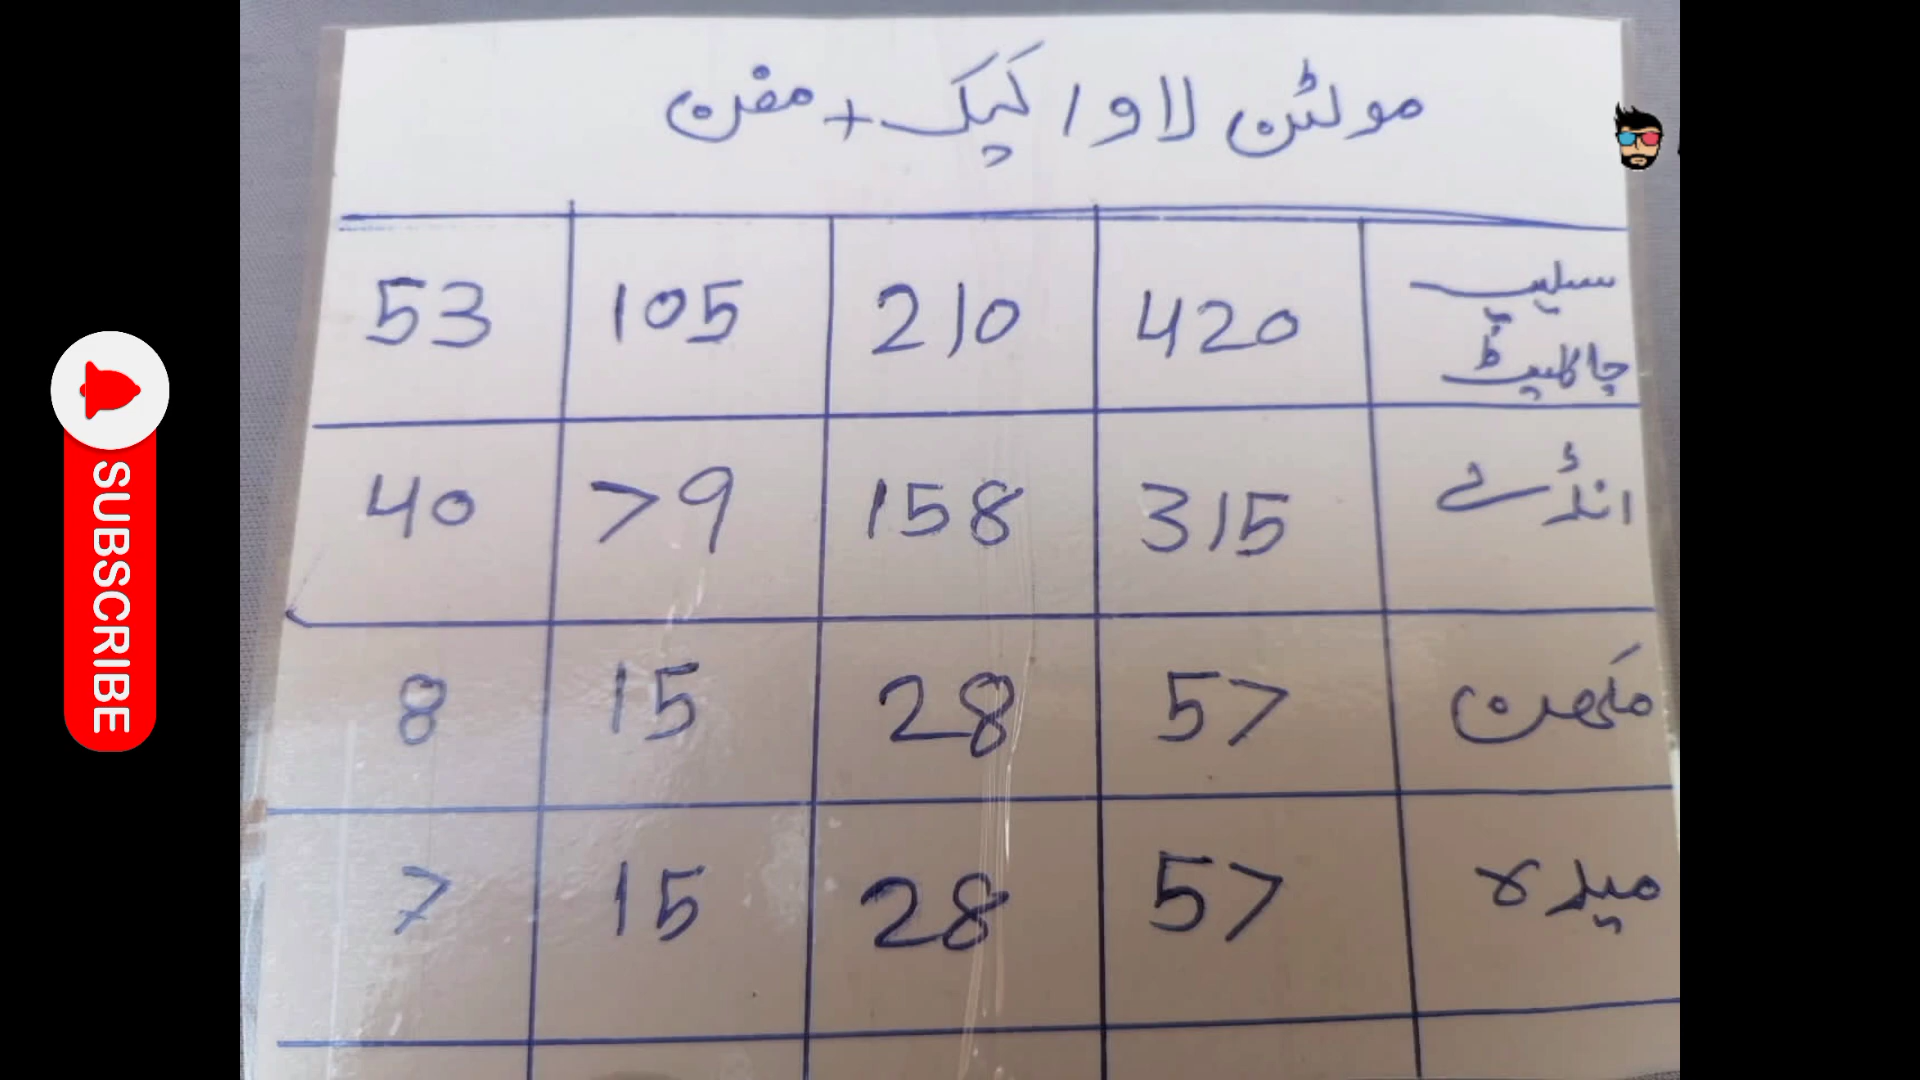 مولٹن لاوا کیک + مفن
سلیب چاکلیٹ 420 210 105 53
انڈے 315 158 79 40
مکھن 57 28 15 8
میدہ 57 28 15 7
SUBSCRIBE